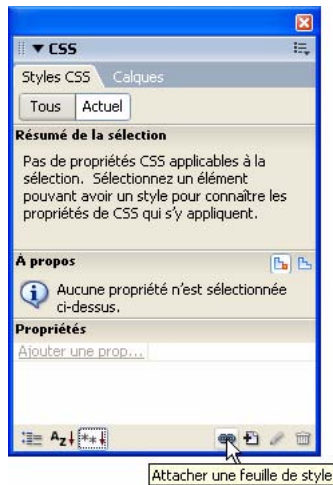 CSS
Styles CSS Calques
Tous Actuel
Résumé de la sélection
Pas de propriétés CSS applicables à la
sélection. Sélectionnez un élément
pouvant avoir un style pour connaître les
propriétés de CSS qui s'y appliquent.
À propos
Aucune propriété n'est sélectionnée
ci-dessus.
Propriétés
Ajouter une prop...
Attacher une feuille de style